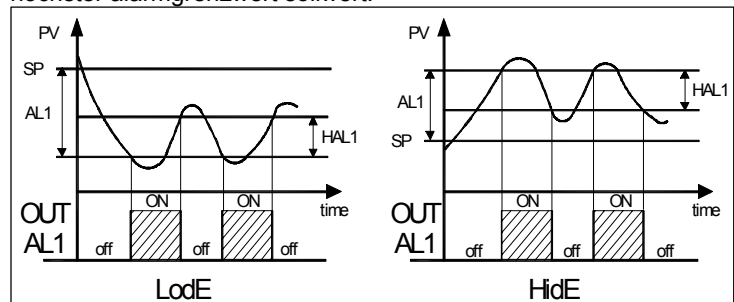 höchster alarmgrenzwert sollwert.
PV
SP
AL1
HAL1
time
OUT
AL1
off
ON
off
ON
off
LodE
PV
AL1
SP
HAL1
time
OUT
AL1
off
ON
off
ON
off
HidE